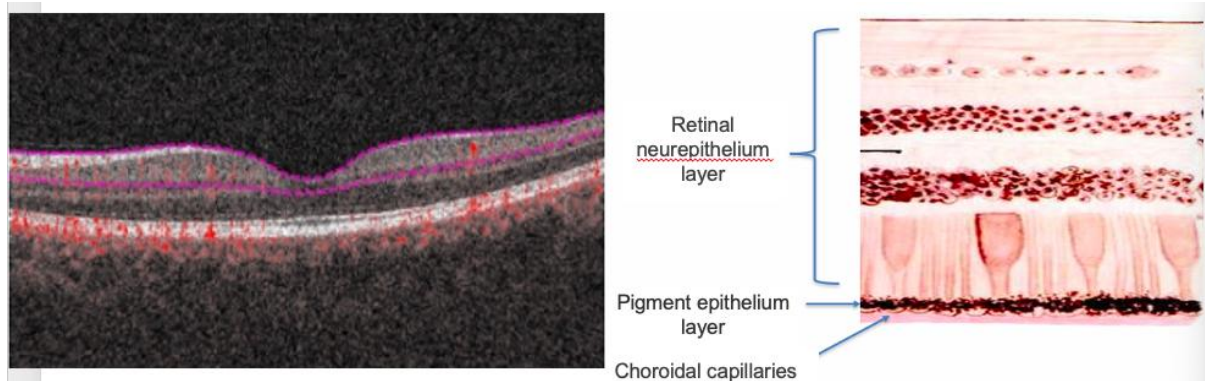 Retinal
neurepithelium
layer
Pigment epithelium
layer
Choroidal capillaries